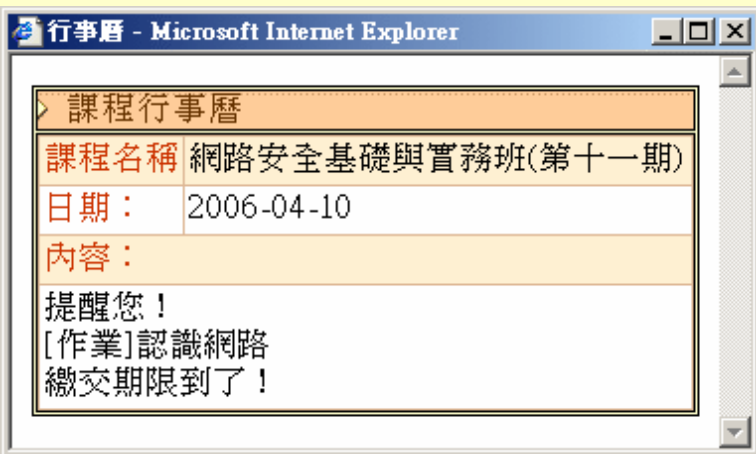 行事曆 - Microsoft Internet Explorer
課程行事曆
課程名稱 網路安全基礎與實務班(第十一期)
日期： 2006-04-10
內容：
提醒您！
[作業]認識網路
繳交期限到了！